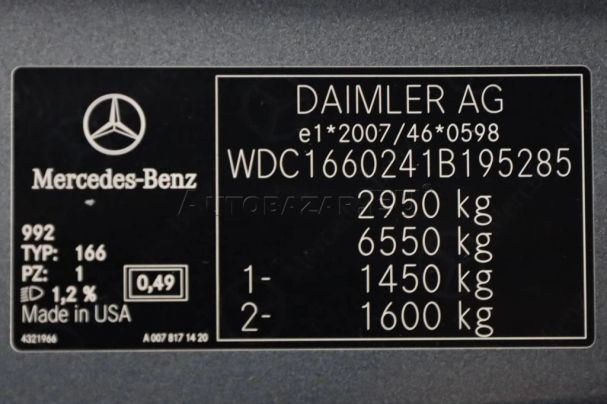 DAIMLER AG
e1*2007/46*0598
WDC1660241B195285
2950 kg
6550 kg
1- 1450 kg
2- 1600 kg
Mercedes-Benz
992
TYP: 166
PZ: 1
1,2 %
0,49
Made in USA
4321966
A 007 817 14 20